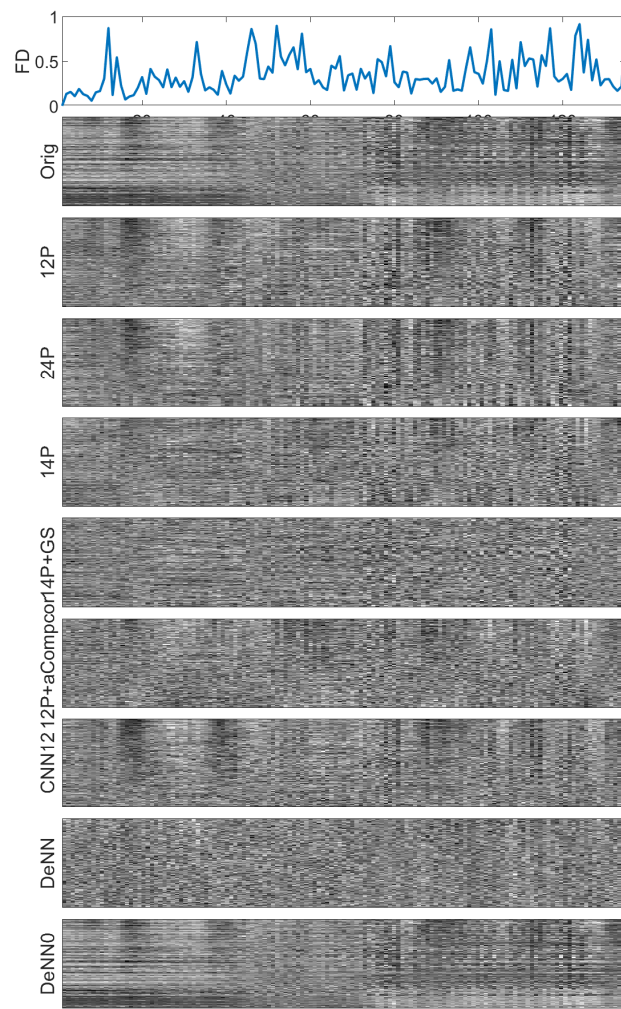 1
0.5
0
FD
Orig
12P
24P
14P
14P+GS
12P+aCompcor
CNN12
DeNN
DeNN0